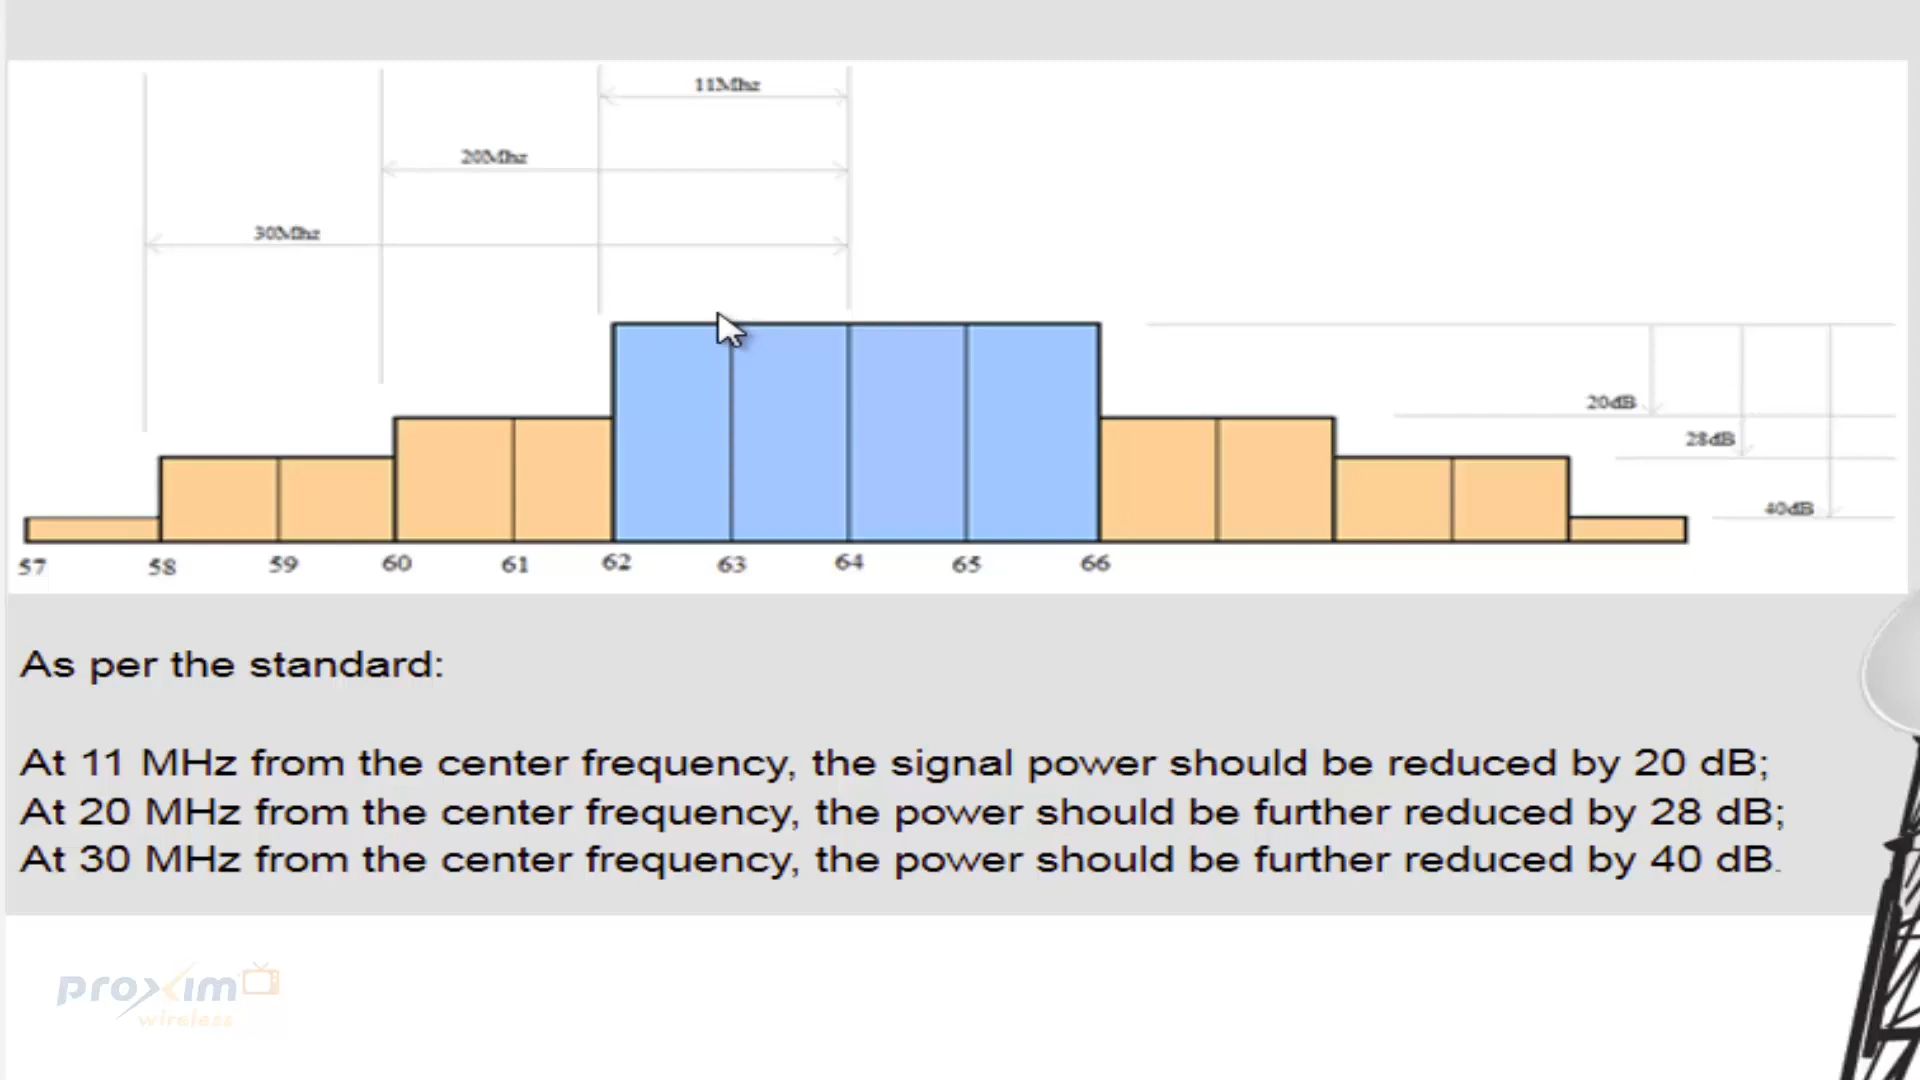 11Mhz
20Mhz
30Mhz
20dB
28dB
40dB
57 58 59 60 61 62 63 64 65 66
As per the standard:
At 11 MHz from the center frequency, the signal power should be reduced by 20 dB;
At 20 MHz from the center frequency, the power should be further reduced by 28 dB;
At 30 MHz from the center frequency, the power should be further reduced by 40 dB.
proxim
wireless